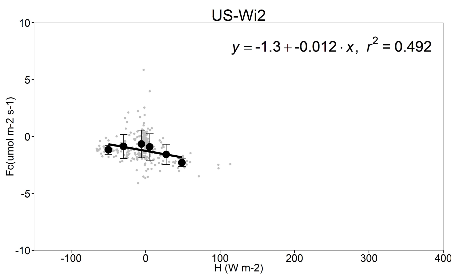 US-Wi2
10
y = -1.3 + -0.012 · x, r² = 0.492
5
0
-5
-10
Fc(umol m-2 s-1)
-100 0 100 200 300 400
H (W m-2)